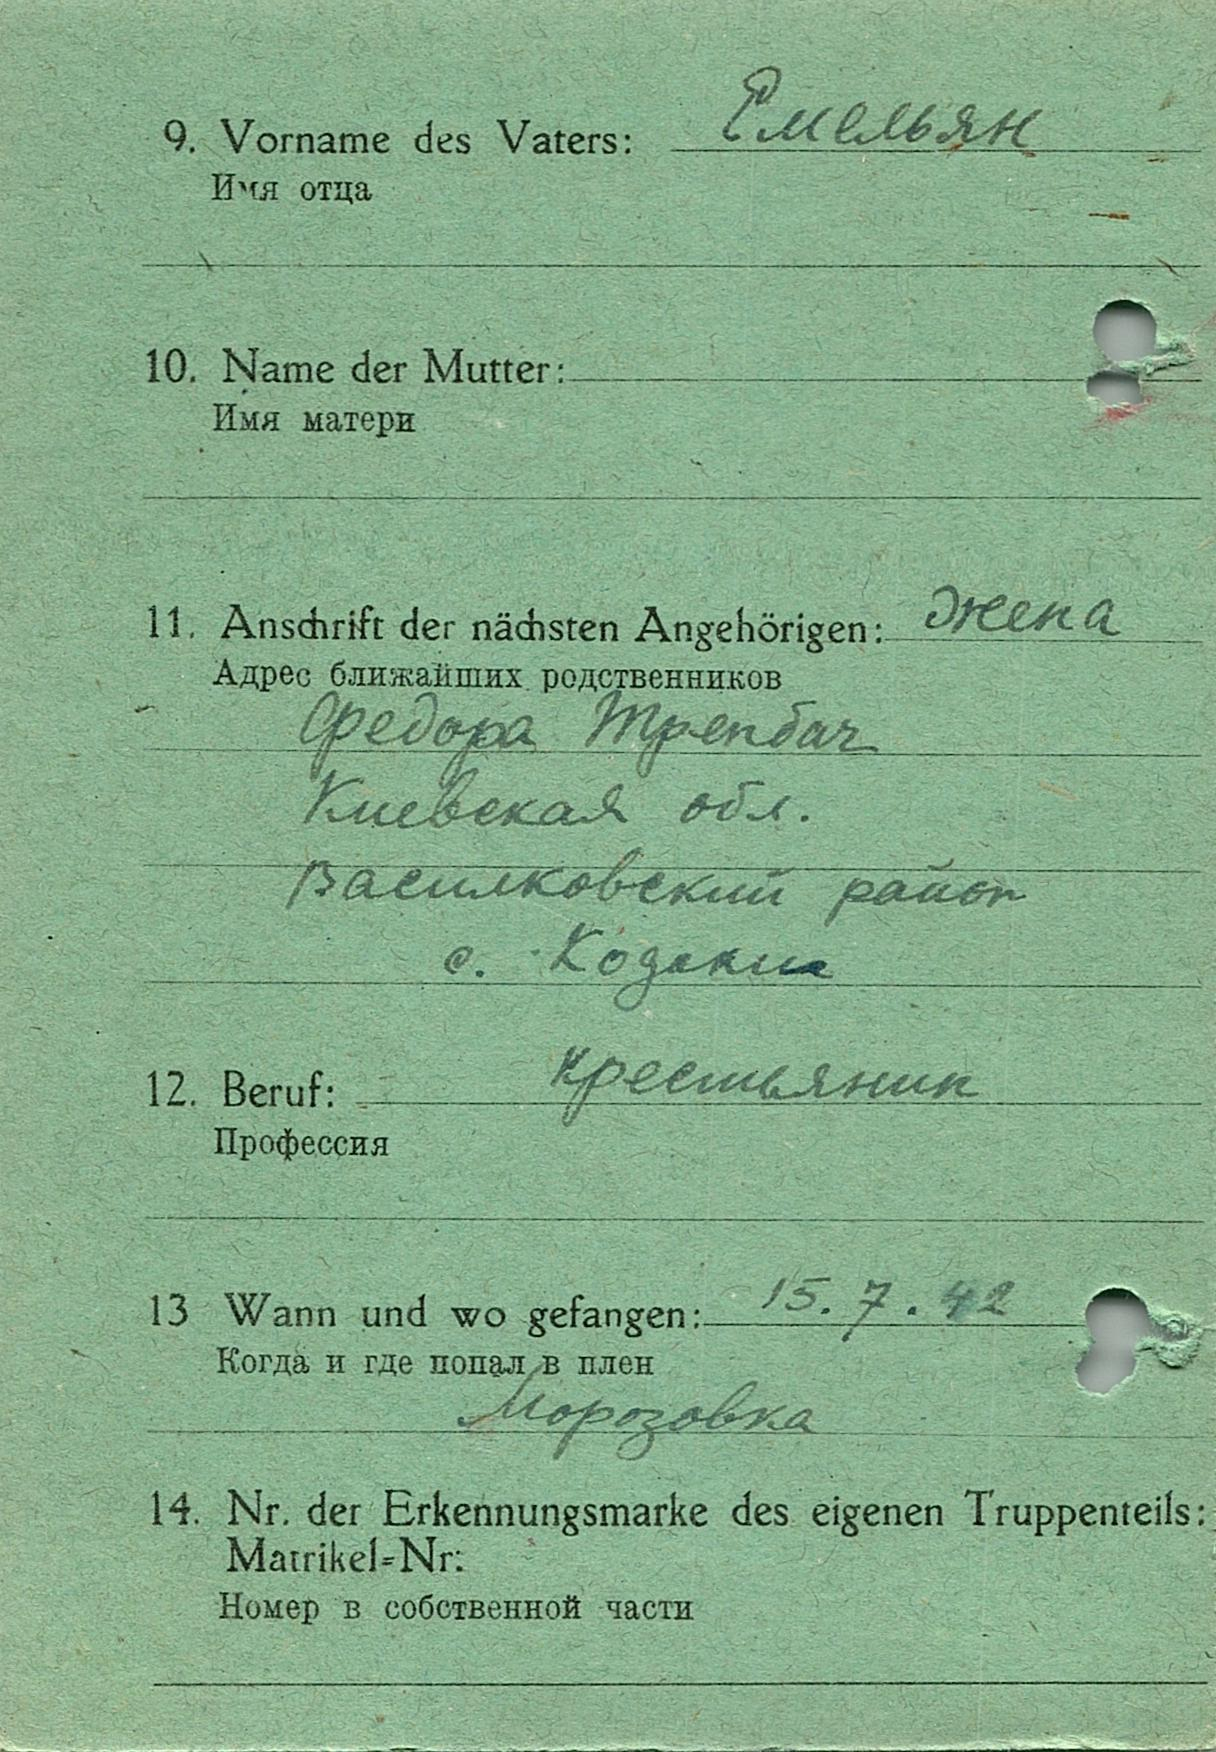 9. Vorname des Vaters: Емельян
Имя отца
10. Name der Mutter:
Имя матери
11. Anschrift der nächsten Angehörigen: Жена
Адрес ближайших родственников
Федора Трепбач
Киевская обл.
Василковский район
с.
12. Beruf: Крестьянин
Профессия
13 Wann und wo gefangen: 15. 7. 42
Когда и где попал в плен
Морозовка
14. Nr. der Erkennungsmarke des eigenen Truppenteils:
Matrikel-Nr:
Номер в собственной части